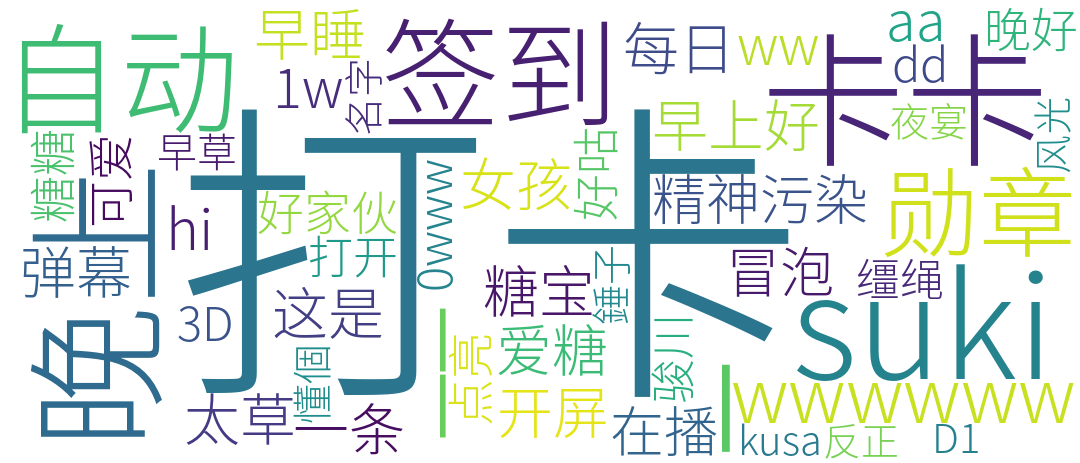 自动
早睡
签到
每日
ww
aa
晚好
dd
1w
名字
卡卡
夜宴
风光
糖糖
可爱
早草
打卡
早上好
好咕
女孩
精神污染
勋章
晚上
hi
好家伙
打开
0www
弹幕
糖宝
锤子
冒泡
缰绳
suki
3D
这是
爱糖
骏川
点亮
懂個
太草
一条
开屏
在播
wwwwww
kusa
反正
D1